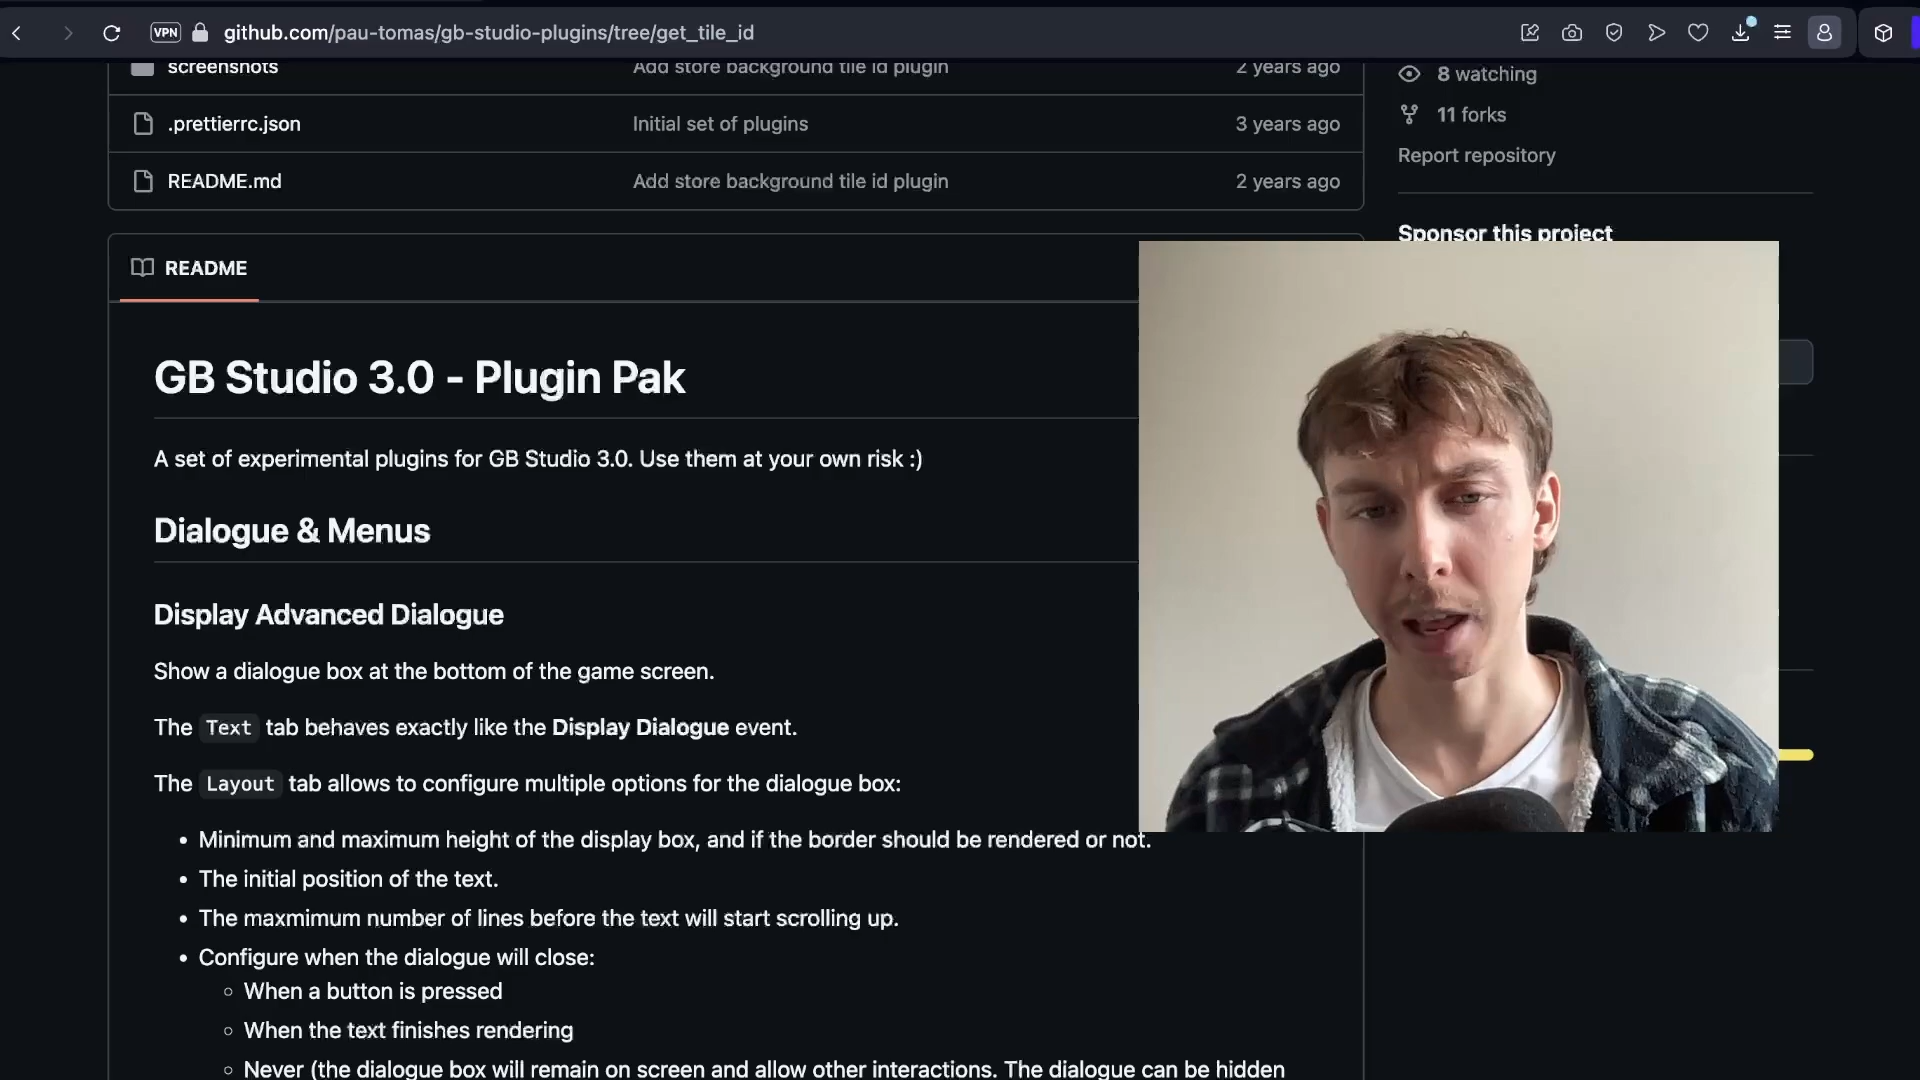 VPN github.com/pau-tomas/gb-studio-plugins/tree/get_tile_id
screenshots Add store background tile id plugin 2 years ago
.prettierrc.json Initial set of plugins 3 years ago
README.md Add store background tile id plugin 2 years ago
8 watching
11 forks
Report repository
Sponsor this project
README
GB Studio 3.0 - Plugin Pak
A set of experimental plugins for GB Studio 3.0. Use them at your own risk :)
Dialogue & Menus
Display Advanced Dialogue
Show a dialogue box at the bottom of the game screen.
The Text tab behaves exactly like the Display Dialogue event.
The Layout tab allows to configure multiple options for the dialogue box:
• Minimum and maximum height of the display box, and if the border should be rendered or not.
• The initial position of the text.
• The maxmimum number of lines before the text will start scrolling up.
• Configure when the dialogue will close:
◦ When a button is pressed
◦ When the text finishes rendering
◦ Never (the dialogue box will remain on screen and allow other interactions. The dialogue can be hidden